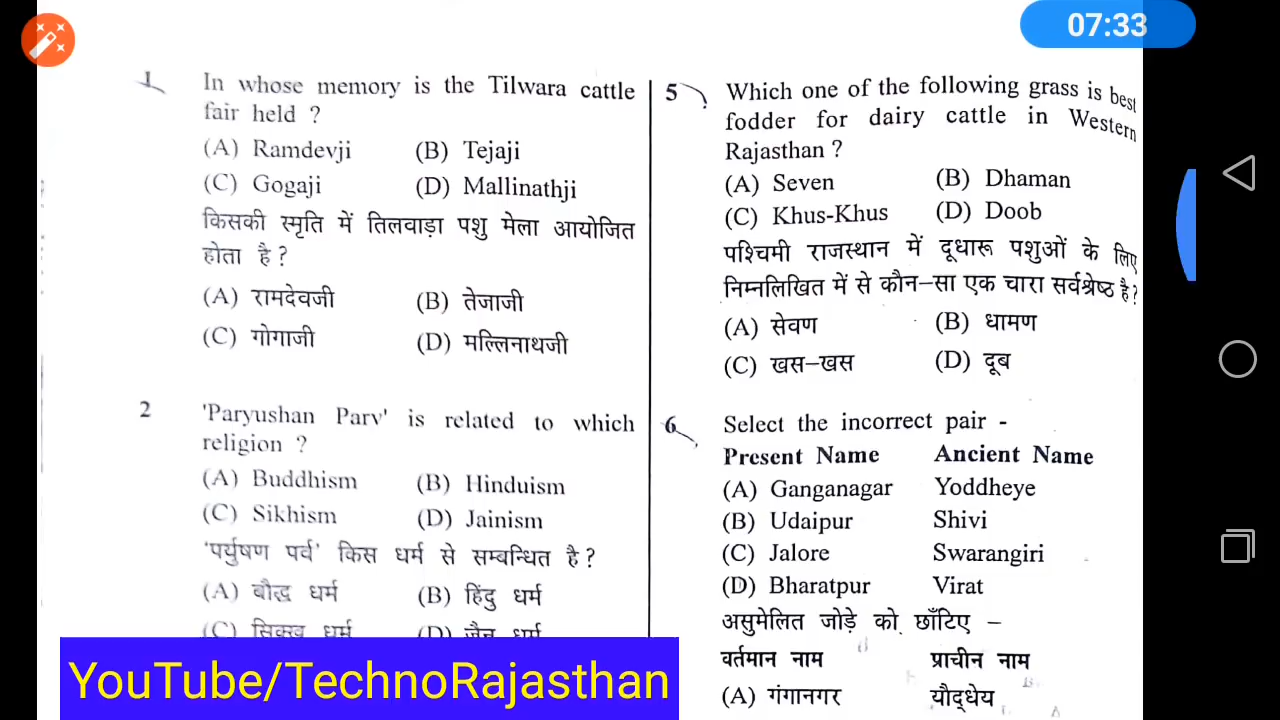 07:33
1
In whose memory is the Tilwara cattle
fair held ?
(A) Ramdevji (B) Tejaji
(C) Gogaji (D) Mallinathji
किसकी स्मृति में तिलवाड़ा पशु मेला आयोजित
होता है ?
(A) रामदेवजी (B) तेजाजी
(C) गोगाजी (D) मल्लिनाथजी
2
'Paryushan Parv' is related to which
religion ?
(A) Buddhism (B) Hinduism
(C) Sikhism (D) Jainism
'पर्युषण पर्व' किस धर्म से सम्बन्धित है ?
(A) बौद्ध धर्म (B) हिंदु धर्म
(C) सिक्ख धर्म (D) जैन धर्म
5
Which one of the following grass is best
fodder for dairy cattle in Western
Rajasthan ?
(A) Seven (B) Dhaman
(C) Khus-Khus (D) Doob
पश्चिमी राजस्थान में दूधारू पशुओं के लिए
निम्नलिखित में से कौन-सा एक चारा सर्वश्रेष्ठ है ?
(A) सेवण (B) धामण
(C) खस-खस (D) दूब
6
Select the incorrect pair -
Present Name Ancient Name
(A) Ganganagar Yoddheye
(B) Udaipur Shivi
(C) Jalore Swarangiri
(D) Bharatpur Virat
असुमेलित जोड़े को छाँटिए -
वर्तमान नाम प्राचीन नाम
(A) गंगानगर यौद्धेय
YouTube/TechnoRajasthan